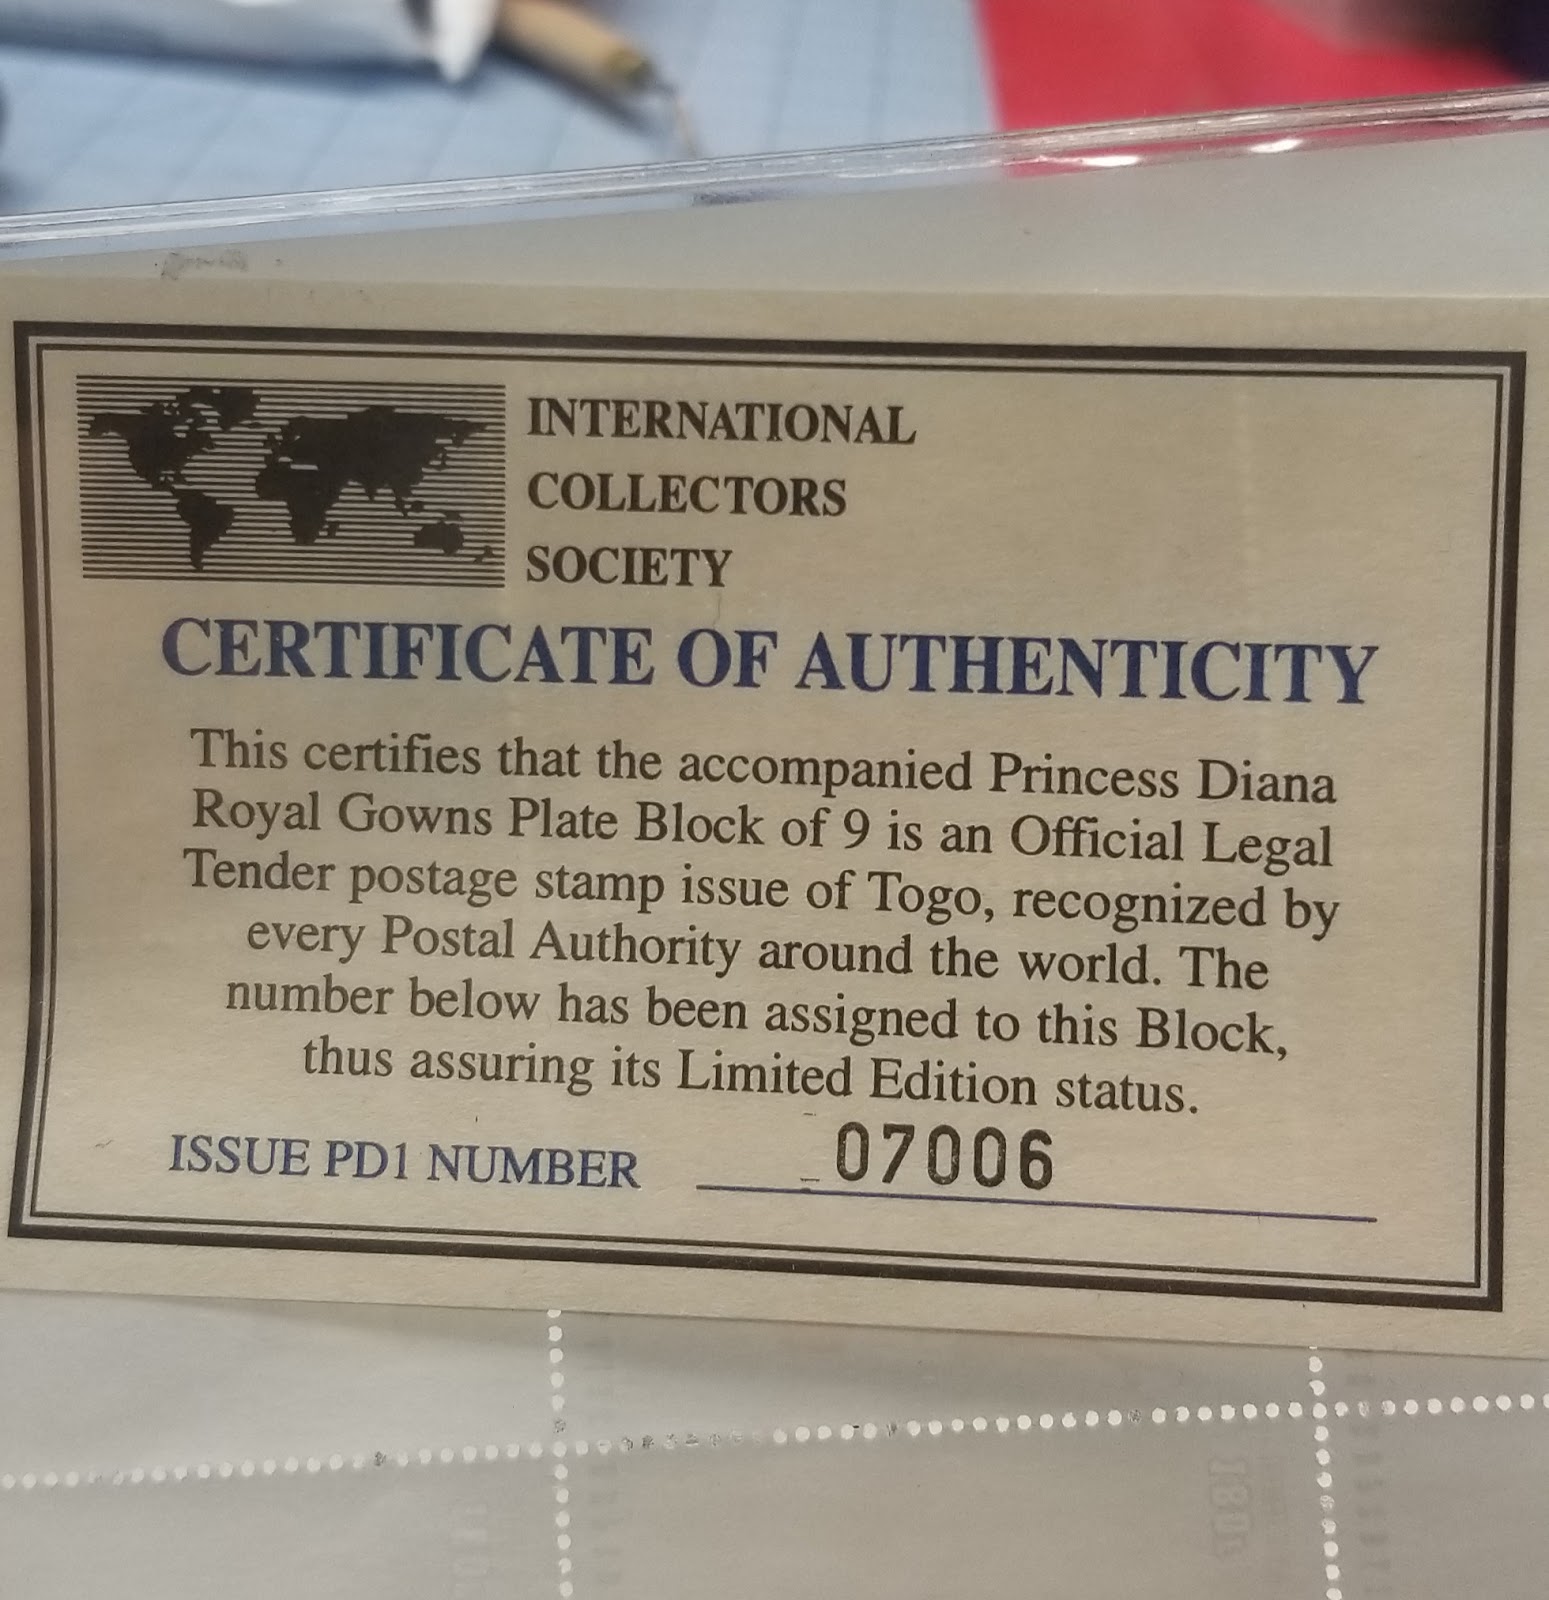 INTERNATIONAL
COLLECTORS
SOCIETY
CERTIFICATE OF AUTHENTICITY
This certifies that the accompanied Princess Diana
Royal Gowns Plate Block of 9 is an Official Legal
Tender postage stamp issue of Togo, recognized by
every Postal Authority around the world. The
number below has been assigned to this Block,
thus assuring its Limited Edition status.
ISSUE PD1 NUMBER 07006